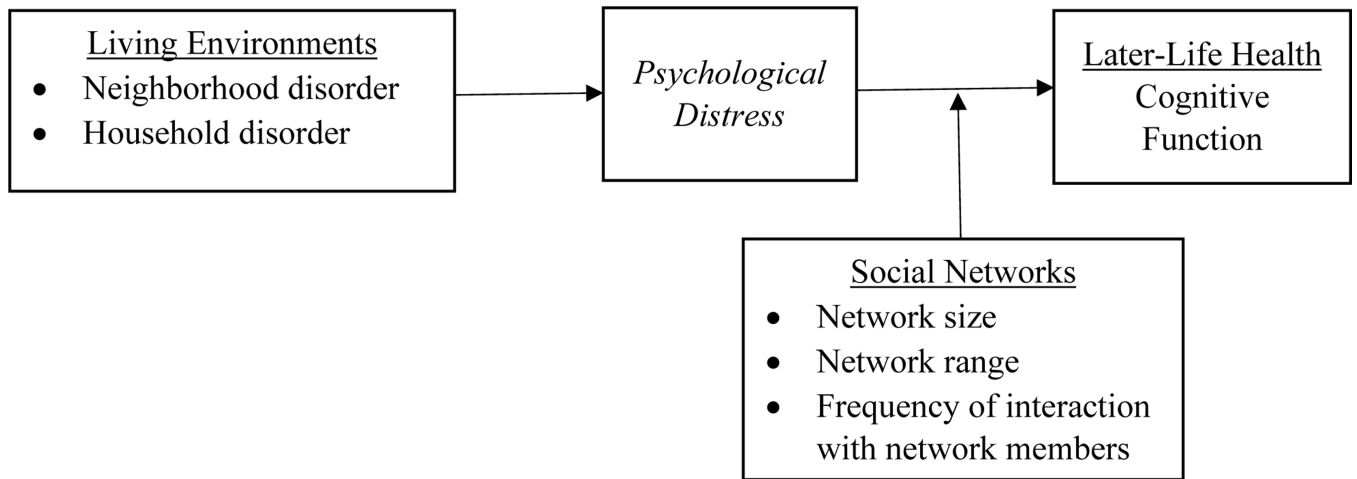 Living Environments
• Neighborhood disorder
• Household disorder
Psychological
Distress
Later-Life Health
Cognitive
Function
Social Networks
• Network size
• Network range
• Frequency of interaction
with network members